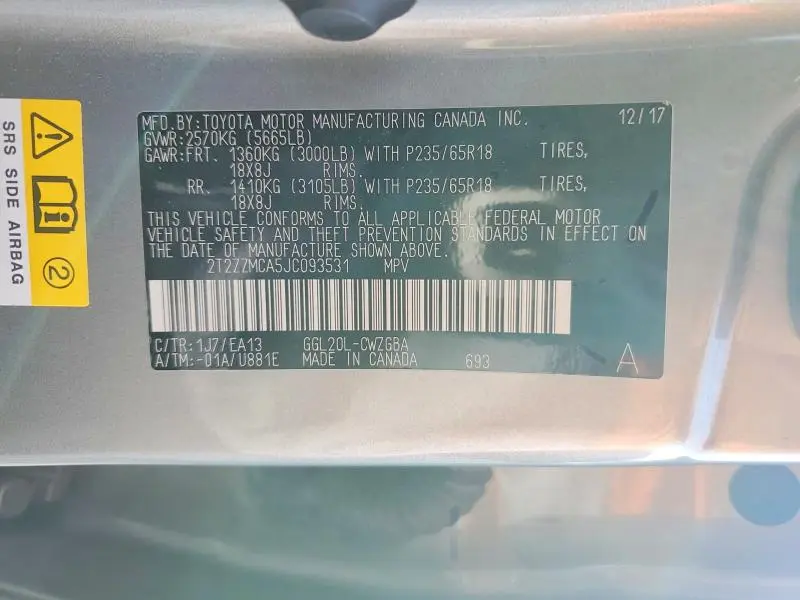 MFD.BY:TOYOTA MOTOR MANUFACTURING CANADA INC. 12/17
GVWR:2570KG (5665LB)
GAWR:FRT. 1360KG (3000LB) WITH P235/65R18 TIRES,
18X8J RIMS.
RR. 1410KG (3105LB) WITH P235/65R18 TIRES,
18X8J RIMS.
THIS VEHICLE CONFORMS TO ALL APPLICABLE FEDERAL MOTOR
VEHICLE SAFETY AND THEFT PREVENTION STANDARDS IN EFFECT ON
THE DATE OF MANUFACTURE SHOWN ABOVE.
2T2ZZMCA5JC093531 MPV
C/TR:1J7/EA13 GGL20L-CWZGBA
A/TM:-01A/U881E MADE IN CANADA 693 A
SRS SIDE AIRBAG
2